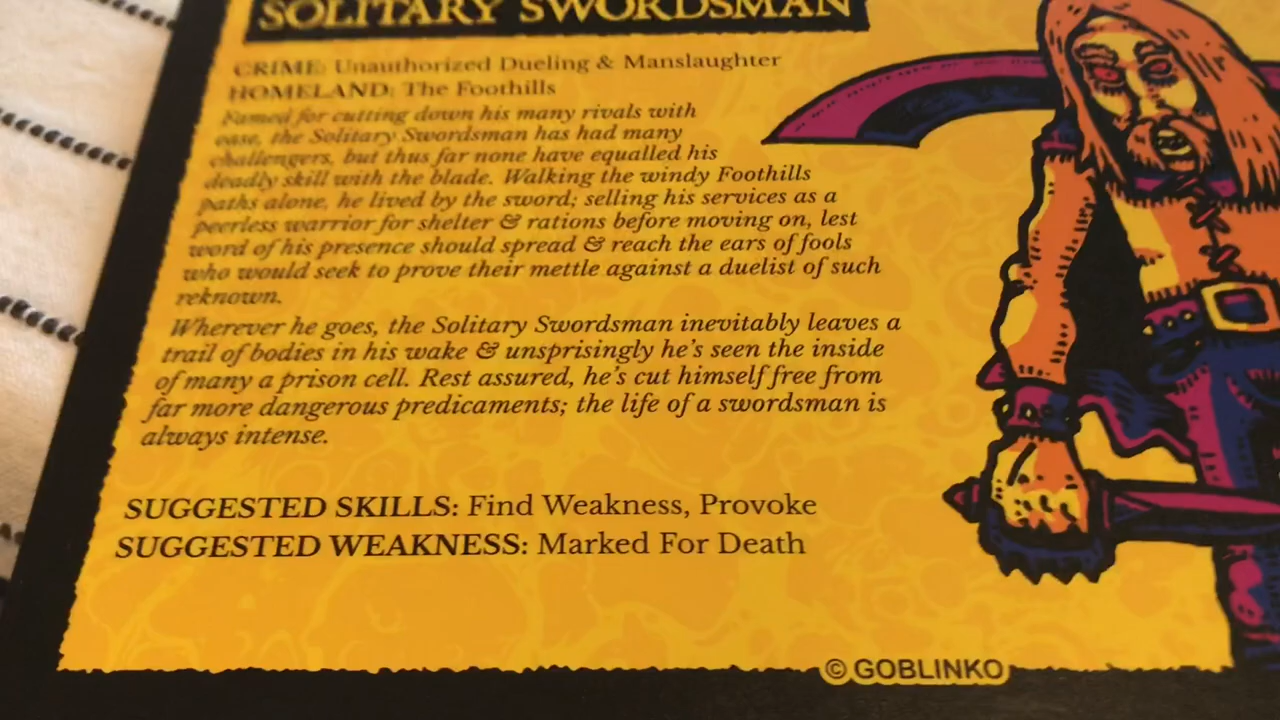 SOLITARY SWORDSMAN
CRIME: Unauthorized Dueling & Manslaughter
HOMELAND: The Foothills
Famed for cutting down his many rivals with
ease, the Solitary Swordsman has had many
challengers, but thus far none have equalled his
deadly skill with the blade. Walking the windy Foothills
paths alone, he lived by the sword; selling his services as a
peerless warrior for shelter & rations before moving on, lest
word of his presence should spread & reach the ears of fools
who would seek to prove their mettle against a duelist of such
reknown.
Wherever he goes, the Solitary Swordsman inevitably leaves a
trail of bodies in his wake & unsprisingly he's seen the inside
of many a prison cell. Rest assured, he's cut himself free from
far more dangerous predicaments; the life of a swordsman is
always intense.
SUGGESTED SKILLS: Find Weakness, Provoke
SUGGESTED WEAKNESS: Marked For Death
© GOBLINKO